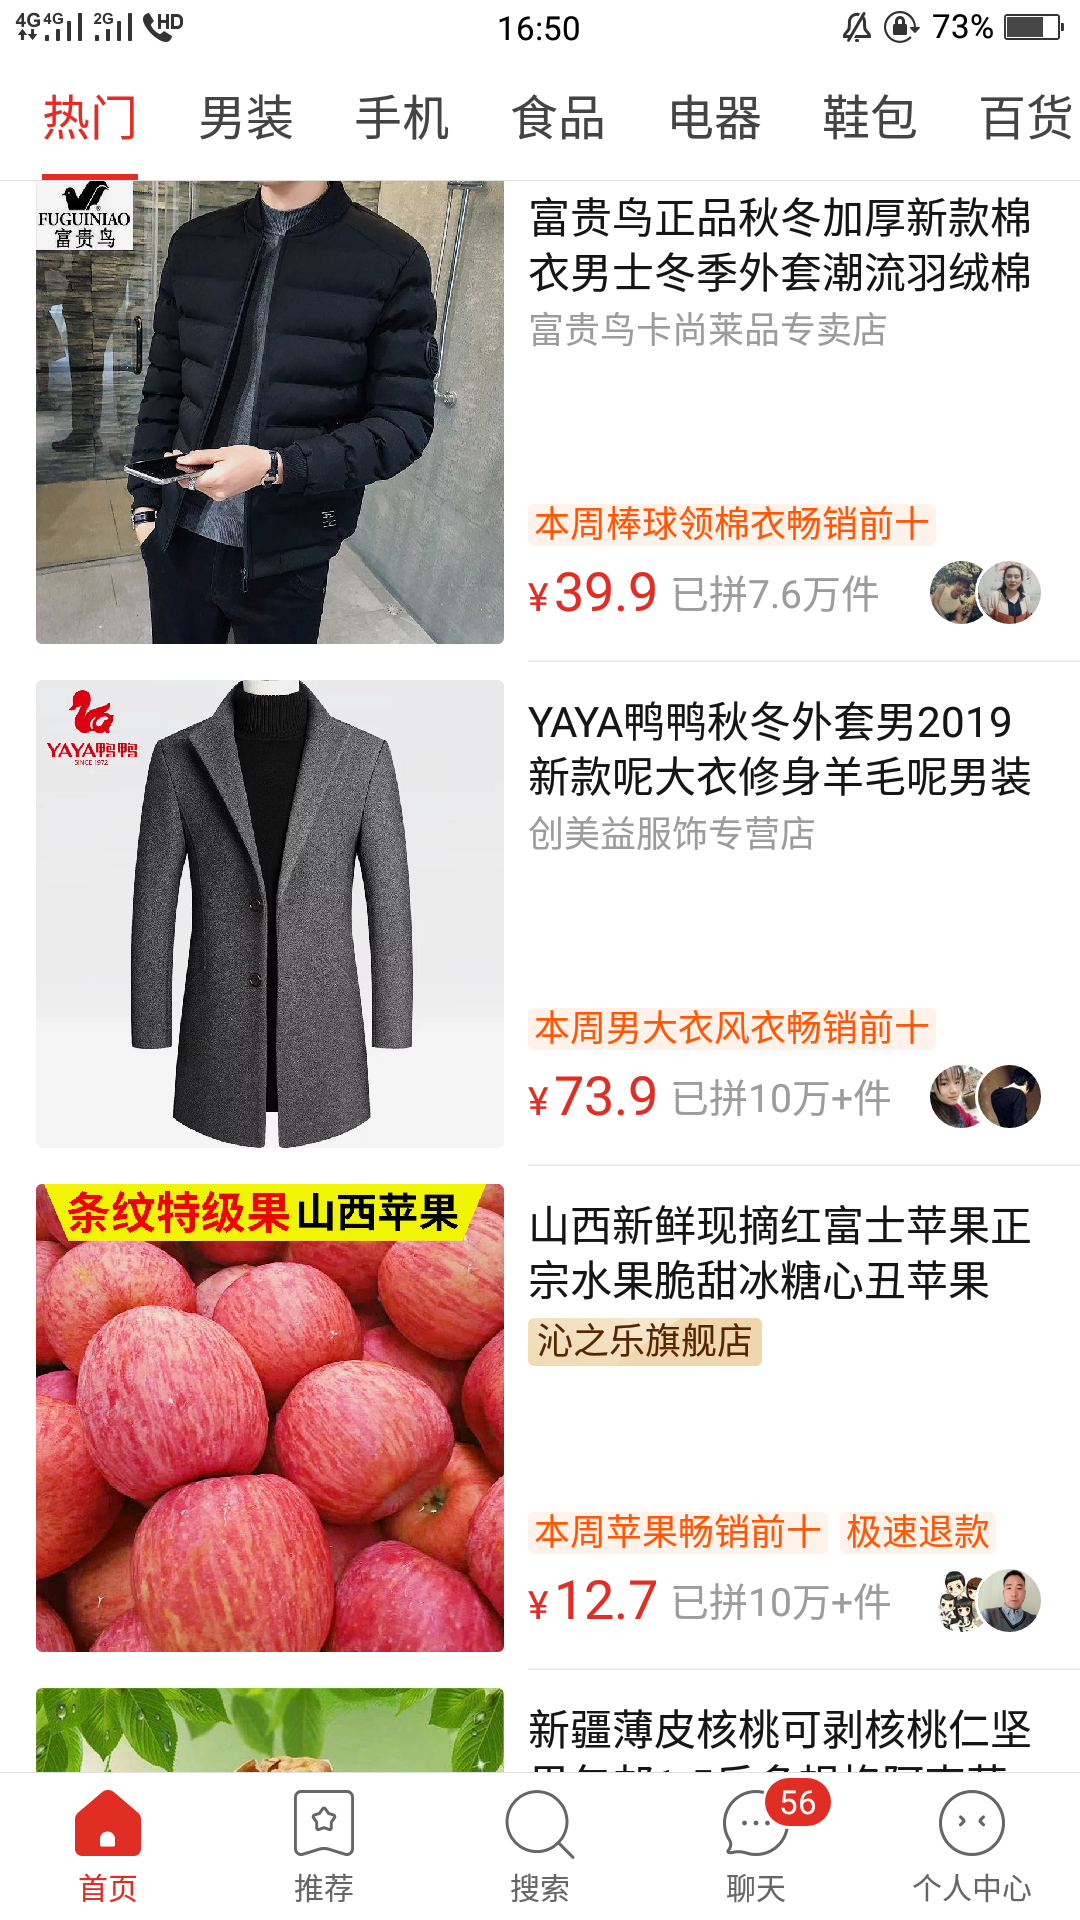 4G 4G 2G HD 16:50 73%
热门 男装 手机 食品 电器 鞋包 百货
FUGUINIAO
富贵鸟
富贵鸟正品秋冬加厚新款棉
衣男士冬季外套潮流羽绒棉
富贵鸟卡尚莱品专卖店
本周棒球领棉衣畅销前十
¥39.9 已拼7.6万件
YAYA鸭鸭
SINCE 1972
YAYA鸭鸭秋冬外套男2019
新款呢大衣修身羊毛呢男装
创美益服饰专营店
本周男大衣风衣畅销前十
¥73.9 已拼10万+件
条纹特级果 山西苹果
山西新鲜现摘红富士苹果正
宗水果脆甜冰糖心丑苹果
沁之乐旗舰店
本周苹果畅销前十 极速退款
¥12.7 已拼10万+件
新疆薄皮核桃可剥核桃仁坚
56
首页 推荐 搜索 聊天 个人中心